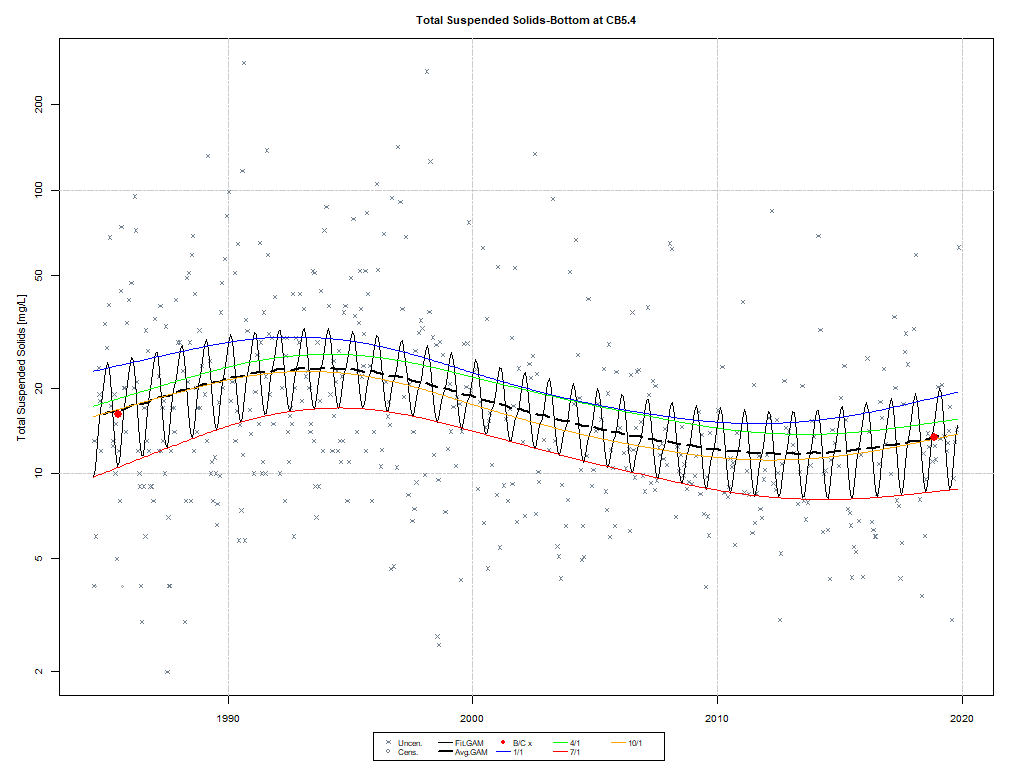 Total Suspended Solids-Bottom at CB5.4
Total Suspended Solids [mg/L]
200
100
50
20
10
5
2
1990
2000
2010
2020
Uncen. Fit.GAM B/C x 4/1 10/1
Cens. Avg.GAM 1/1 7/1